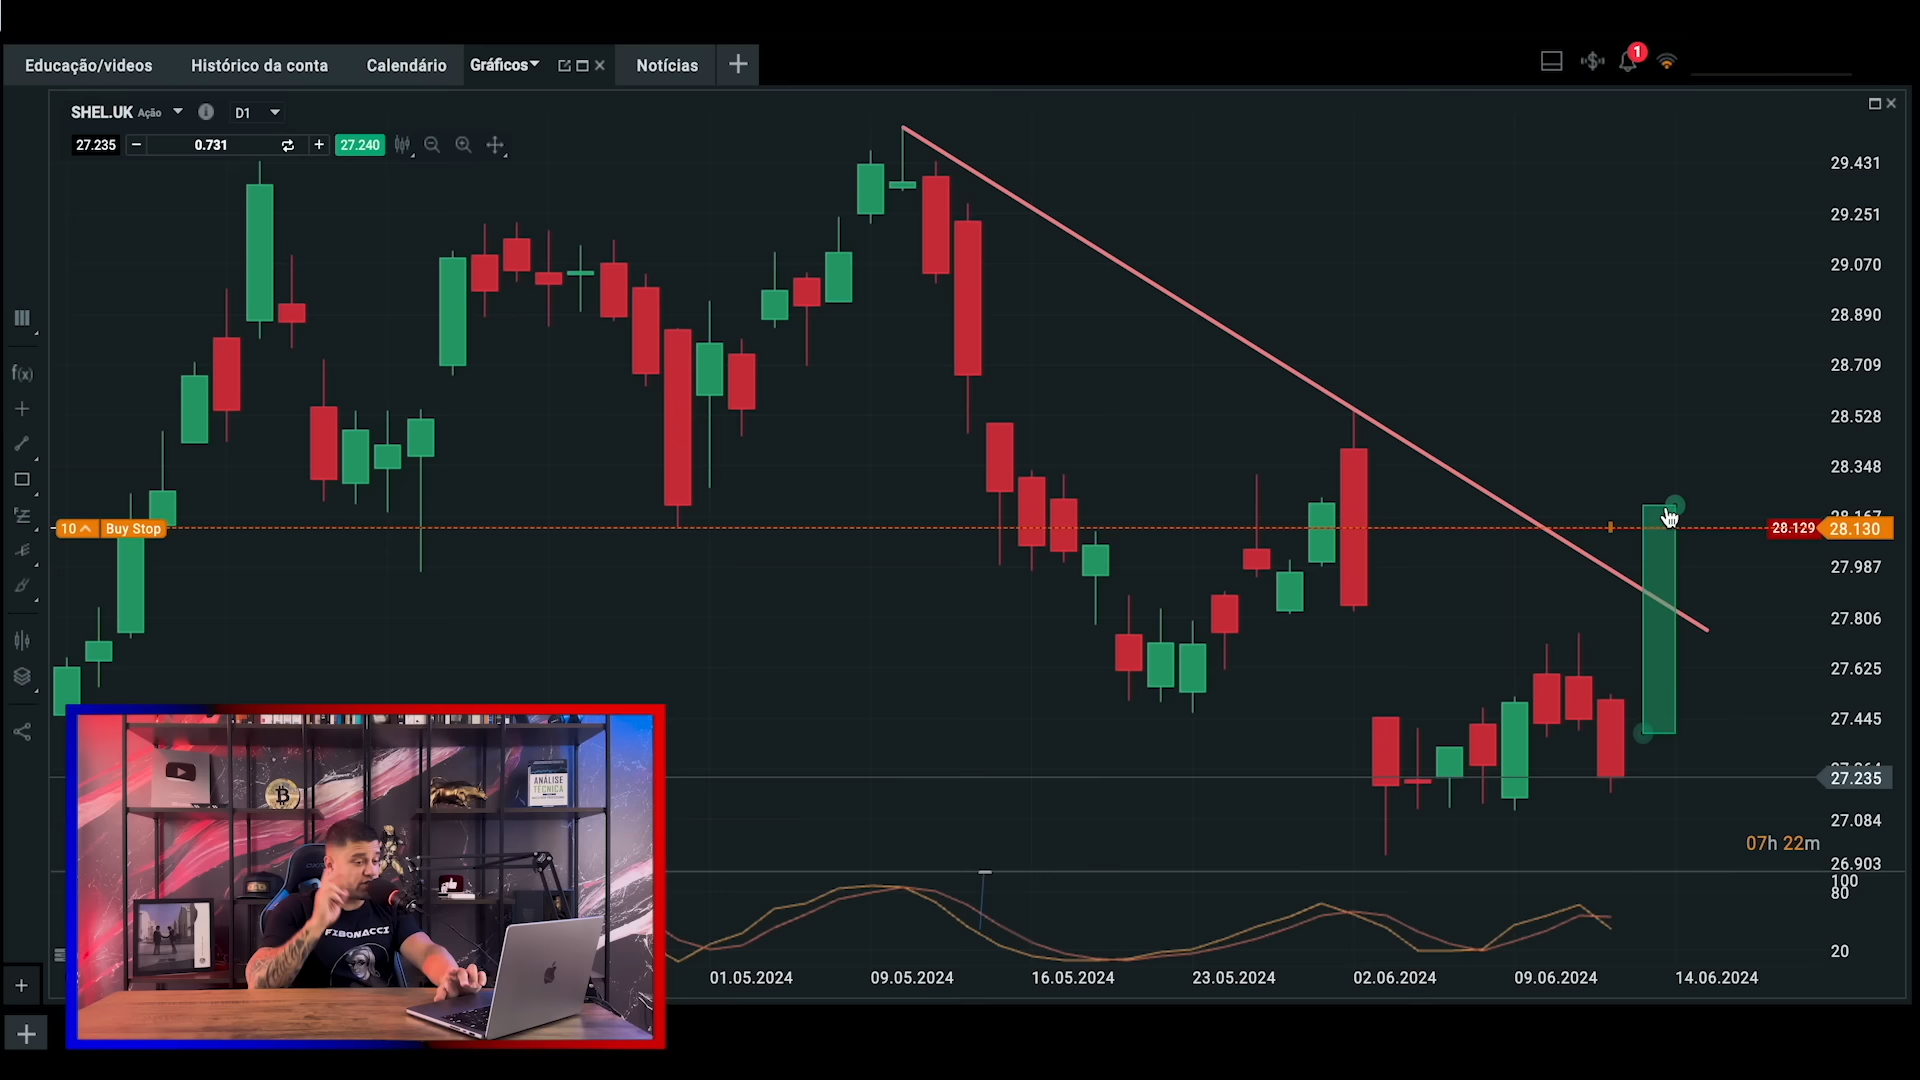 Educação/videos Histórico da conta Calendário Gráficos Notícias
1
SHEL.UK Ação D1
27.235 0.731 27.240
29.431
29.251
29.070
28.890
28.709
28.528
28.348
10 Buy Stop 28.129 28.130
27.987
27.806
27.625
27.445
27.235
27.084
07h 22m
26.903
100
80
20
01.05.2024 09.05.2024 16.05.2024 23.05.2024 02.06.2024 09.06.2024 14.06.2024
f(x)
ANÁLISE
TÉCNICA
FIBONACCI